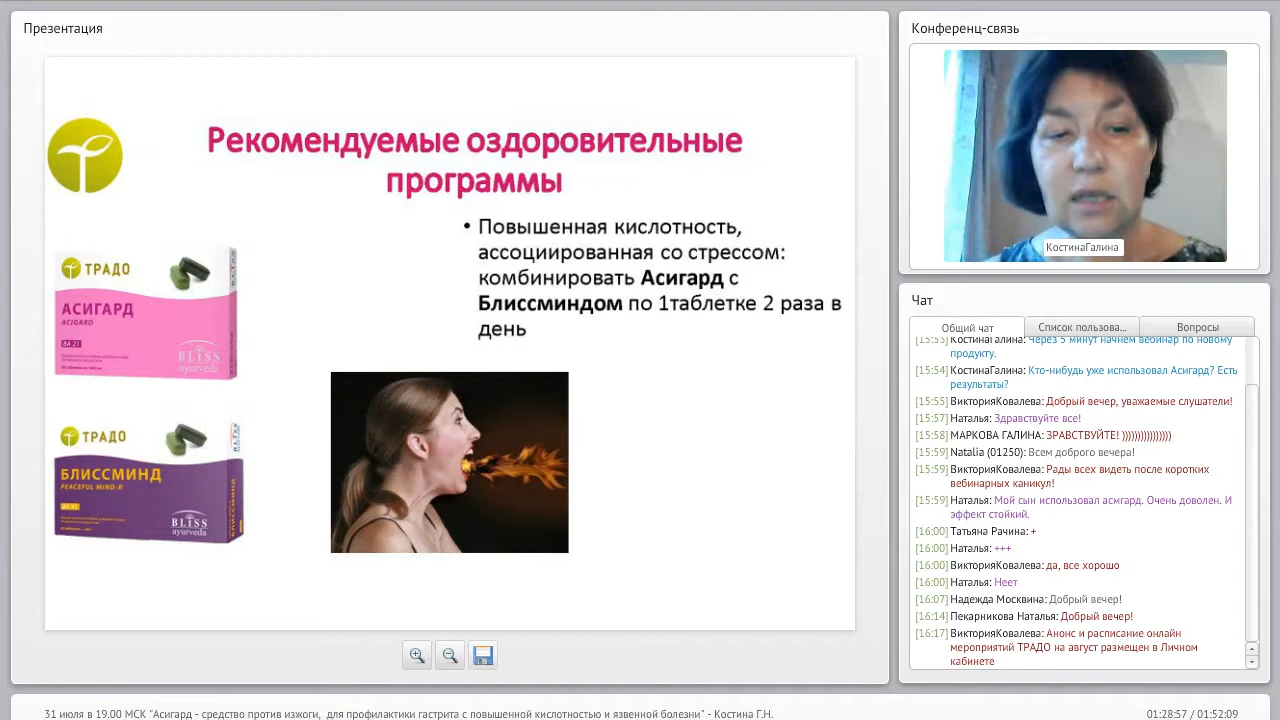 Презентация
Рекомендуемые оздоровительные
программы
• Повышенная кислотность,
ассоциированная со стрессом:
комбинировать Асигард с
Блиссминдом по 1таблетке 2 раза в
день
ТРАДО
АСИГАРД
ACIGARD
BLISS
ayurveda
ТРАДО
БЛИССМИНД
PEACEFUL MIND-R
BLISS
ayurveda
БЛИССМИНД
Конференц-связь
КостинаГалина
Чат
Общий чат
Список пользова...
Вопросы
[15:53] КостинаГалина: Через 5 минут начнем вебинар по новому
продукту.
[15:54] КостинаГалина: Кто-нибудь уже использовал Асигард? Есть
результаты?
[15:55] ВикторияКовалева: Добрый вечер, уважаемые слушатели!
[15:57] Наталья: Здравствуйте все!
[15:58] МАРКОВА ГАЛИНА: ЗРАВСТВУЙТЕ! )))))))))))))))))
[15:59] Natalia (01250): Всем доброго вечера!
[15:59] ВикторияКовалева: Рады всех видеть после коротких
вебинарных каникул!
[15:59] Наталья: Мой сын использовал асмгард. Очень доволен. И
эффект стойкий.
[16:00] Татьяна Рачина: +
[16:00] Наталья: +++
[16:00] ВикторияКовалева: да, все хорошо
[16:00] Наталья: Неет
[16:07] Надежда Москвина: Добрый вечер!
[16:14] Пекарникова Наталья: Добрый вечер!
[16:17] ВикторияКовалева: Анонс и расписание онлайн
мероприятий ТРАДО на август размещен в Личном
кабинете
31 июля в 19.00 МСК "Асигард - средство против изжоги, для профилактики гастрита с повышенной кислотностью и язвенной болезни" - Костина Г.Н.
01:28:57 / 01:52:09